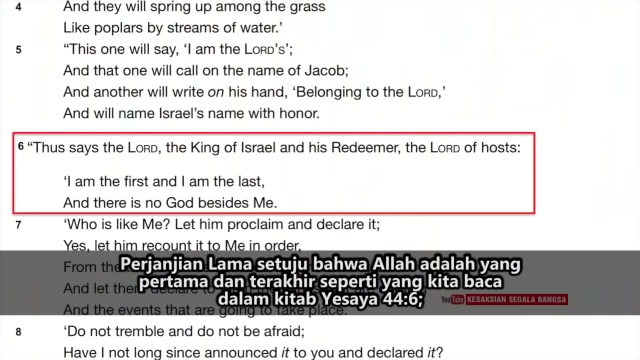 4 And they will spring up among the grass
Like poplars by streams of water.’
5 “This one will say, ‘I am the LORD’s’;
And that one will call on the name of Jacob;
And another will write on his hand, ‘Belonging to the LORD,’
And will name Israel’s name with honor.
6 “Thus says the LORD, the King of Israel and his Redeemer, the LORD of hosts:
‘I am the first and I am the last,
And there is no God besides Me.
7 ‘Who is like Me? Let him proclaim and declare it;
Yes, let him recount it to Me in order,
From the
And let them
And the events that are going to take place.
Perjanjian Lama setuju bahwa Allah adalah yang
pertama dan terakhir seperti yang kita baca
dalam kitab Yesaya 44:6;
YouTube KESAKSIAN SEGALA BANGSA
8 ‘Do not tremble and do not be afraid;
Have I not long since announced it to you and declared it?